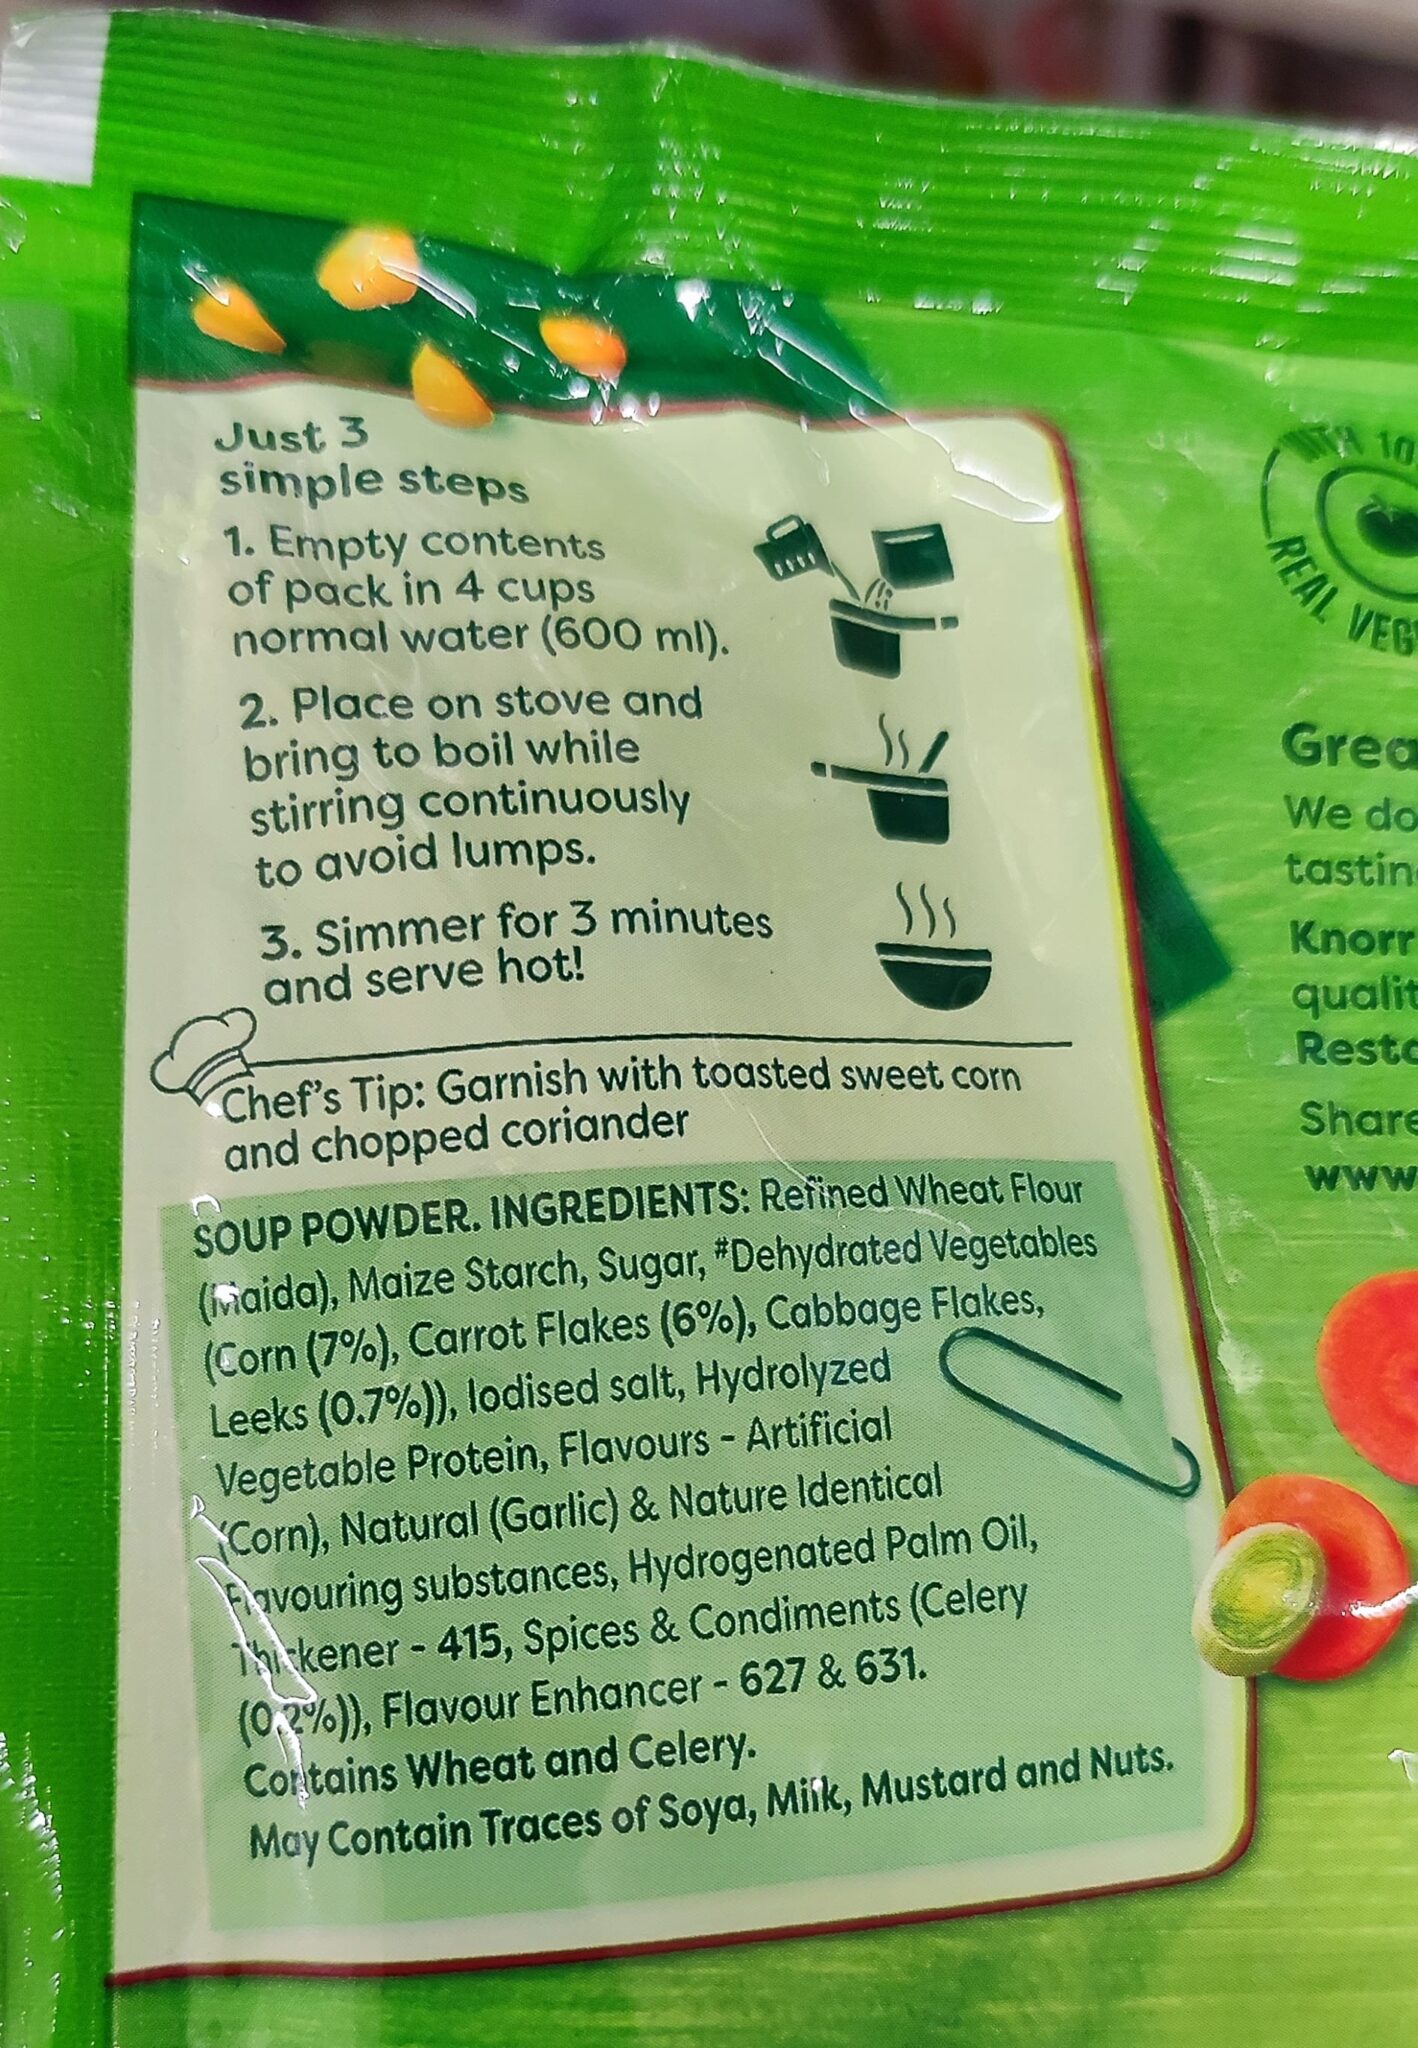 Just 3
simple steps
1. Empty contents
of pack in 4 cups
normal water (600 ml).
2. Place on stove and
bring to boil while
stirring continuously
to avoid lumps.
3. Simmer for 3 minutes
and serve hot!
Chef's Tip: Garnish with toasted sweet corn
and chopped coriander
SOUP POWDER. INGREDIENTS: Refined Wheat Flour
(Maida), Maize Starch, Sugar, #Dehydrated Vegetables
(Corn (7%), Carrot Flakes (6%), Cabbage Flakes,
Leeks (0.7%)), Iodised salt, Hydrolyzed
Vegetable Protein, Flavours - Artificial
(Corn), Natural (Garlic) & Nature Identical
Flavouring substances, Hydrogenated Palm Oil,
Thickener - 415, Spices & Condiments (Celery
(0.2%)), Flavour Enhancer - 627 & 631.
Contains Wheat and Celery.
May Contain Traces of Soya, Milk, Mustard and Nuts.
WITH 10
REAL VEG
Grea
We do
tastin
Knorr
qualit
Resto
Share
www